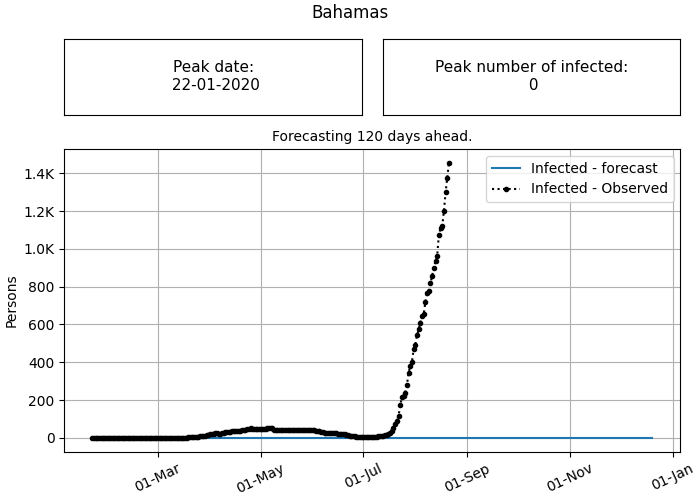 Bahamas
Peak date:
22-01-2020
Peak number of infected:
0
Forecasting 120 days ahead.
Infected - forecast
Infected - Observed
Persons
1.4K
1.2K
1.0K
800
600
400
200
0
01-Mar
01-May
01-Jul
01-Sep
01-Nov
01-Jan